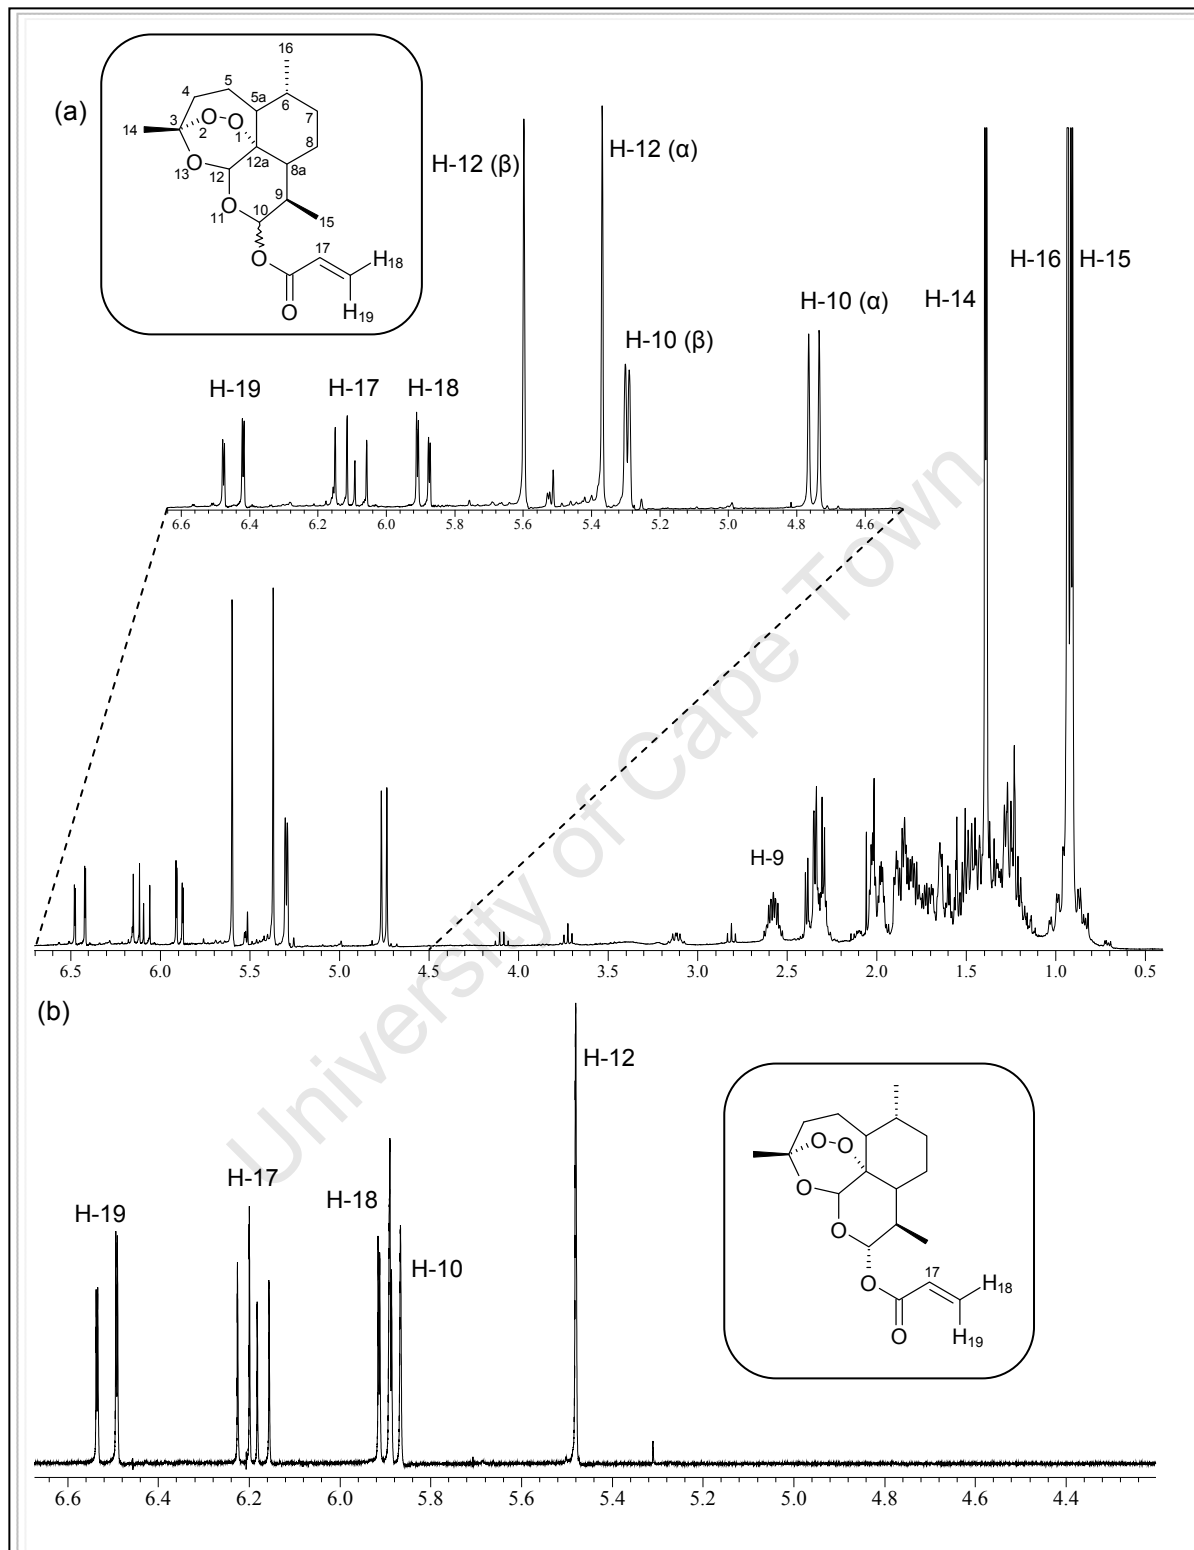 (a)
16
4
5
5a
6
3
14
O
2
O
1
7
8
O
13
12
12a
8a
9
O
11
10
15
O
17
H18
O
H19
H-12 (β)
H-12 (α)
H-10 (β)
H-10 (α)
H-14
H-16
H-15
H-19
H-17
H-18
6.6 6.4 6.2 6.0 5.8 5.6 5.4 5.2 5.0 4.8 4.6
University of Cape Town
H-9
6.5 6.0 5.5 5.0 4.5 4.0 3.5 3.0 2.5 2.0 1.5 1.0 0.5
(b)
H-12
H-17
H-18
H-19
H-10
O
O
O
O
O
17
H18
O
H19
6.6 6.4 6.2 6.0 5.8 5.6 5.4 5.2 5.0 4.8 4.6 4.4